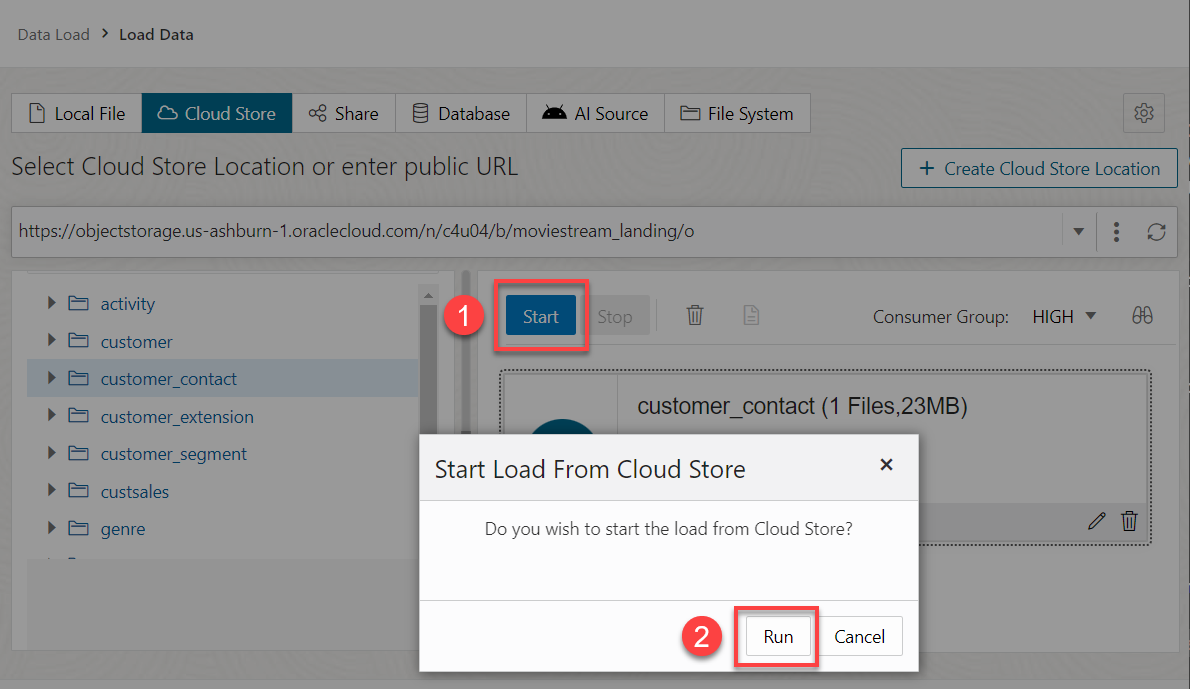 Data Load > Load Data
Local File
Cloud Store
Share
Database
AI Source
File System
Select Cloud Store Location or enter public URL
+ Create Cloud Store Location
https://objectstorage.us-ashburn-1.oraclecloud.com/n/c4u04/b/moviestream_landing/o
activity
customer
customer_contact
customer_extension
customer_segment
custsales
genre
1
Start
Stop
Consumer Group: HIGH
customer_contact (1 Files,23MB)
Start Load From Cloud Store
Do you wish to start the load from Cloud Store?
2
Run
Cancel